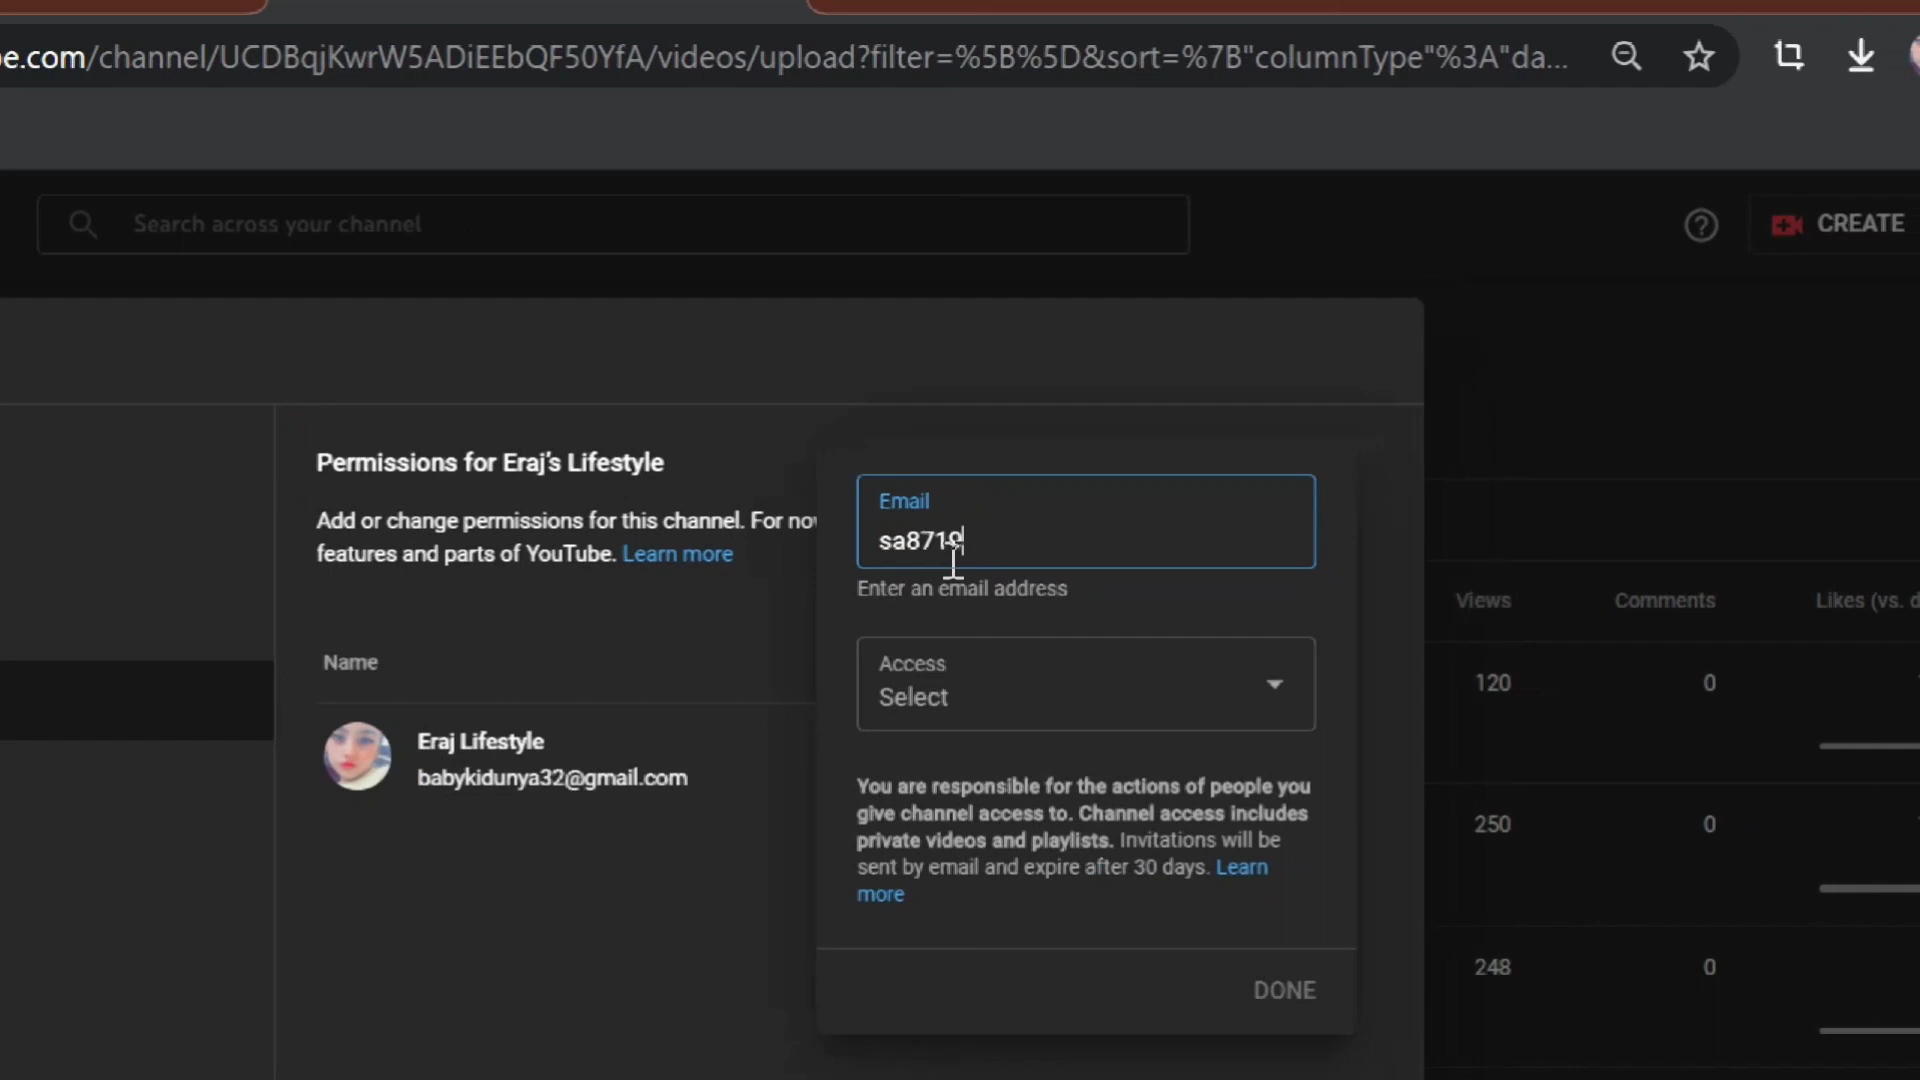 e.com/channel/UCDBqjKwrW5ADiEEbQF50YfA/videos/upload?filter=%5B%5D&sort=%7B"columnType"%3A"da...
Search across your channel
CREATE
Permissions for Eraj's Lifestyle
Add or change permissions for this channel. For now
features and parts of YouTube. Learn more
Name
Eraj Lifestyle
babykidunya32@gmail.com
Email
sa8719
Enter an email address
Access
Select
You are responsible for the actions of people you
give channel access to. Channel access includes
private videos and playlists. Invitations will be
sent by email and expire after 30 days. Learn
more
DONE
Views Comments Likes (vs. d
120 0
250 0
248 0